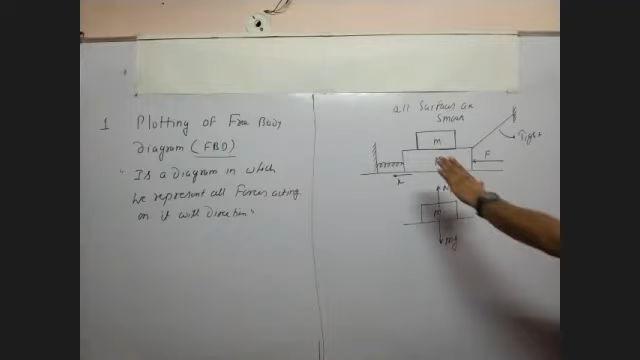 1 Plotting of Free Body
Diagram (FBD)
"Is a Diagram in which
We represent all Forces acting
on it with Direction"
all Surfaces are
smooth
m
Tight
F
x
N
m
mg